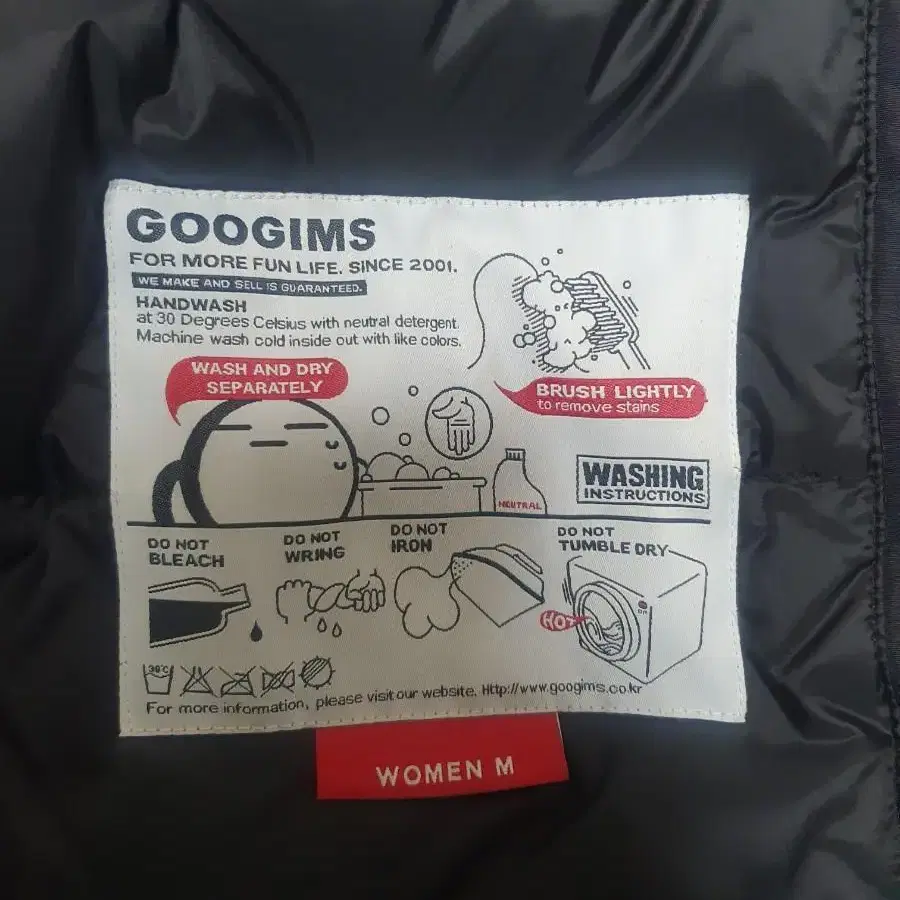 GOOGIMS
FOR MORE FUN LIFE. SINCE 2001.
WE MAKE AND SELL IS GUARANTEED.
HANDWASH
at 30 Degrees Celsius with neutral detergent.
Machine wash cold inside out with like colors.
WASH AND DRY
SEPARATELY
BRUSH LIGHTLY
to remove stains
NEUTRAL
WASHING
INSTRUCTIONS
DO NOT
BLEACH
DO NOT
WRING
DO NOT
IRON
DO NOT
TUMBLE DRY
HOT
ON
30°C
For more information, please visit our website. Http://www.googims.co.kr
WOMEN M